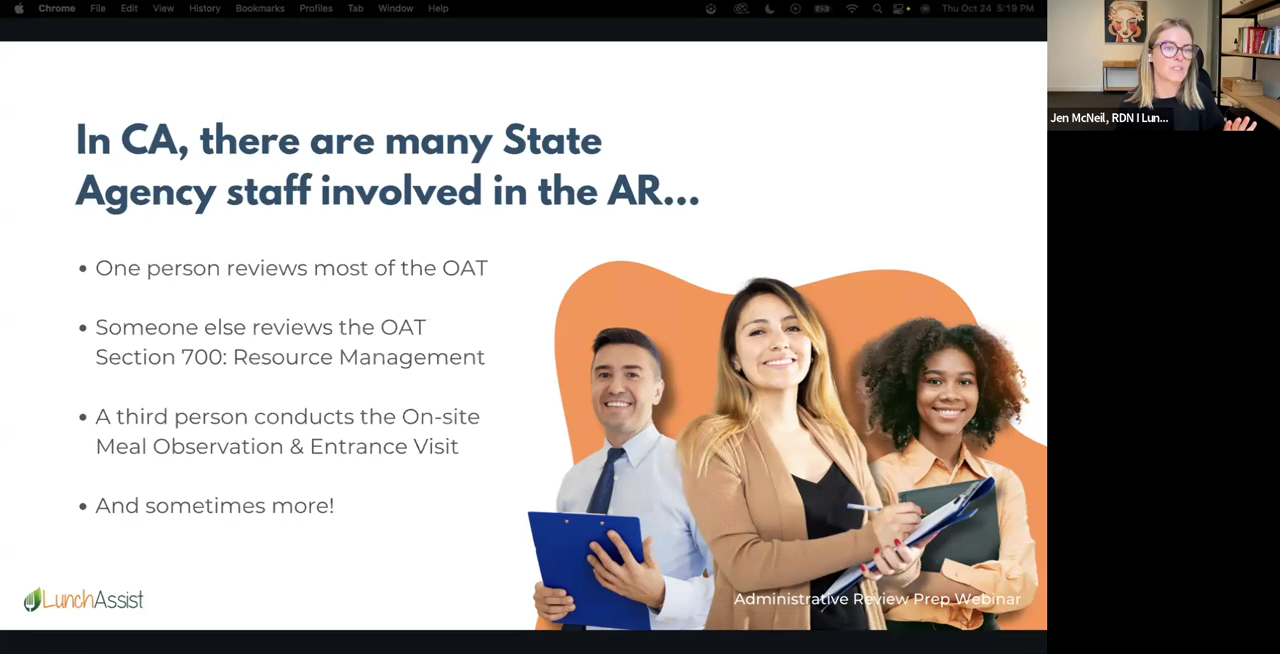 Chrome File Edit View History Bookmarks Profiles Tab Window Help
Thu Oct 24 5:19 PM
Jen McNeil, RDN I Lun...
In CA, there are many State
Agency staff involved in the AR...
• One person reviews most of the OAT
• Someone else reviews the OAT
Section 700: Resource Management
• A third person conducts the On-site
Meal Observation & Entrance Visit
• And sometimes more!
LunchAssist
Administrative Review Prep Webinar